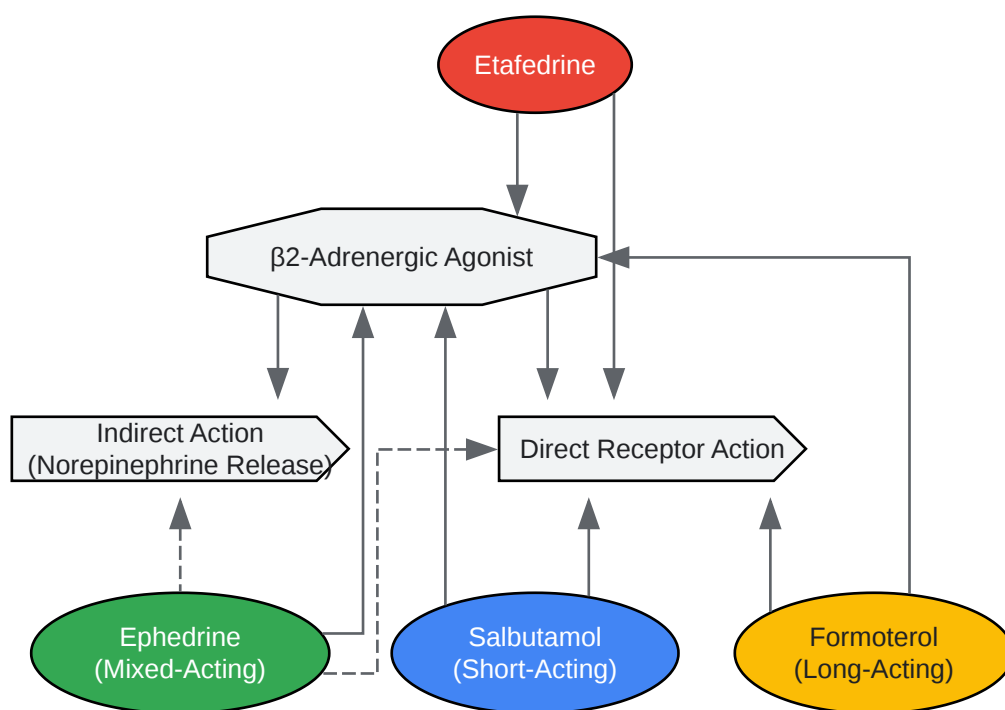 Etafedrine
β2-Adrenergic Agonist
Indirect Action
(Norepinephrine Release)
Direct Receptor Action
Ephedrine
(Mixed-Acting)
Salbutamol
(Short-Acting)
Formoterol
(Long-Acting)